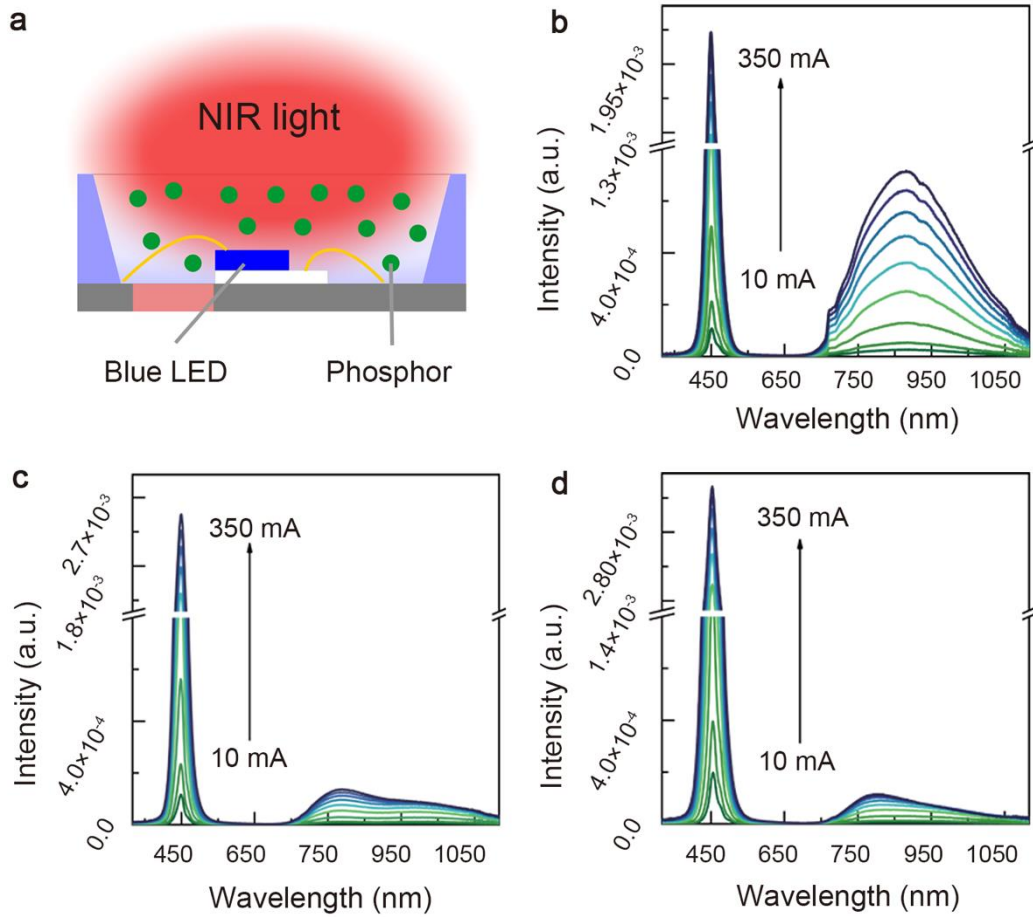 a
NIR light
Blue LED
Phosphor
b
Intensity (a.u.)
1.95×10⁻³
1.3×10⁻³
4.0×10⁻⁴
0.0
350 mA
10 mA
450 650 750 950 1050
Wavelength (nm)
c
Intensity (a.u.)
2.7×10⁻³
1.8×10⁻³
4.0×10⁻⁴
0.0
350 mA
10 mA
450 650 750 950 1050
Wavelength (nm)
d
Intensity (a.u.)
2.80×10⁻³
1.4×10⁻³
4.0×10⁻⁴
0.0
350 mA
10 mA
450 650 750 950 1050
Wavelength (nm)